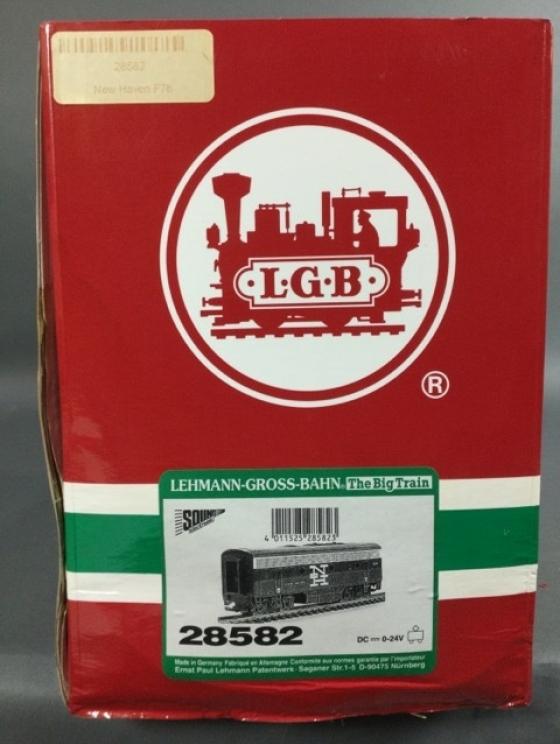 28582
New Haven F7B
L·G·B
®
LEHMANN-GROSS-BAHN® The Big Train
SOUND
4 011525 285823
NH
28582
DC 0-24V
Made in Germany Fabriqué en Allemagne Conformité aux normes garantie par l'importateur
Ernst Paul Lehmann Patentwerk · Saganer Str.1-5 D-90475 Nürnberg